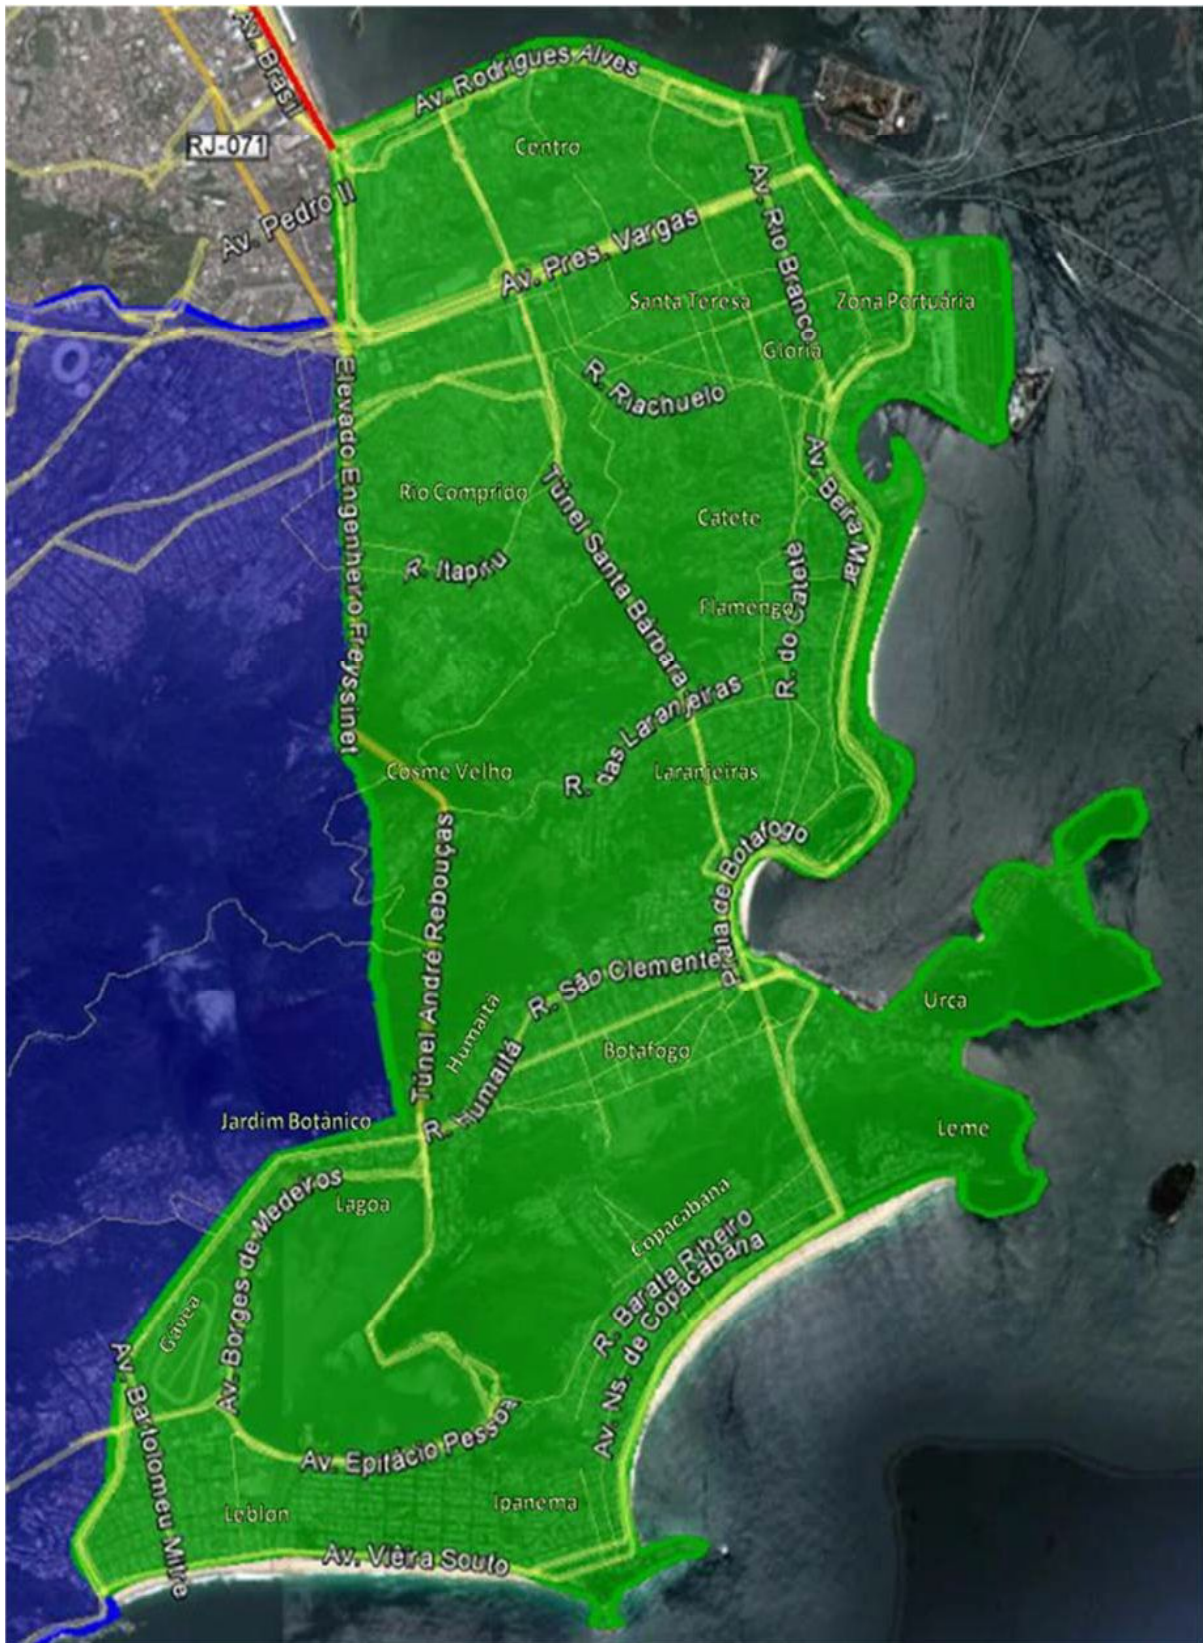 Av. Brasil
Av. Rodrigues Alves
RJ-071
Centro
Av. Pedro II
Av. Rio Branco
Av. Pres. Vargas
Santa Teresa
Zona Portuária
Glória
R. Riachuelo
Elevado Engenheiro Freyssinet
Av. Beira Mar
Rio Comprido
Túnel Santa Bárbara
Catete
R. Itapiru
R. do Catete
Flamengo
R. das Laranjeiras
Cosme Velho
Laranjeiras
Túnel André Rebouças
Praia de Botafogo
R. São Clemente
Humaitá
Urca
R. Humaitá
Botafogo
Jardim Botânico
Leme
Av. Borges de Medeiros
Lagoa
Copacabana
R. Barata Ribeiro
Av. Ns. de Copacabana
Gávea
Av. Bartolomeu Mitre
Av. Epitácio Pessoa
Leblon
Ipanema
Av. Viêira Souto